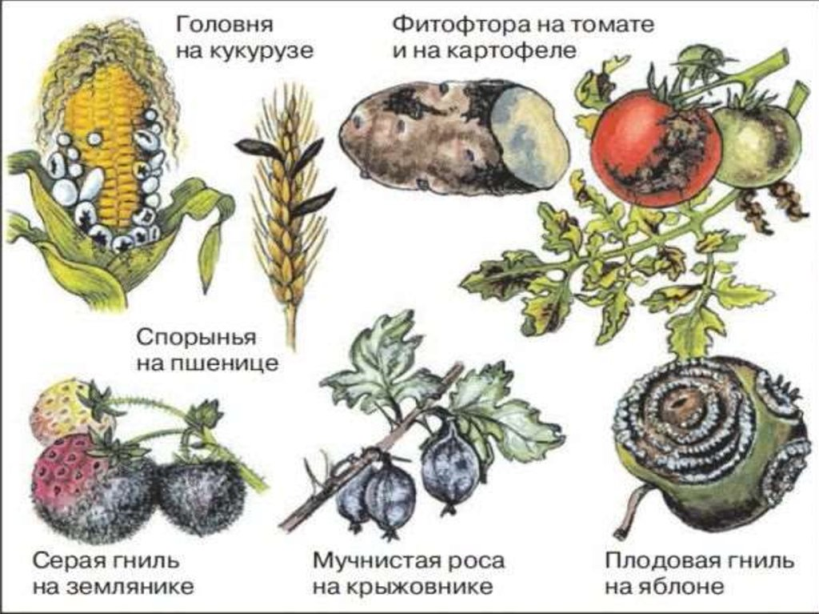 Головня
на кукурузе
Фитофтора на томате
и на картофеле
Спорынья
на пшенице
Серая гниль
на землянике
Мучнистая роса
на крыжовнике
Плодовая гниль
на яблоне